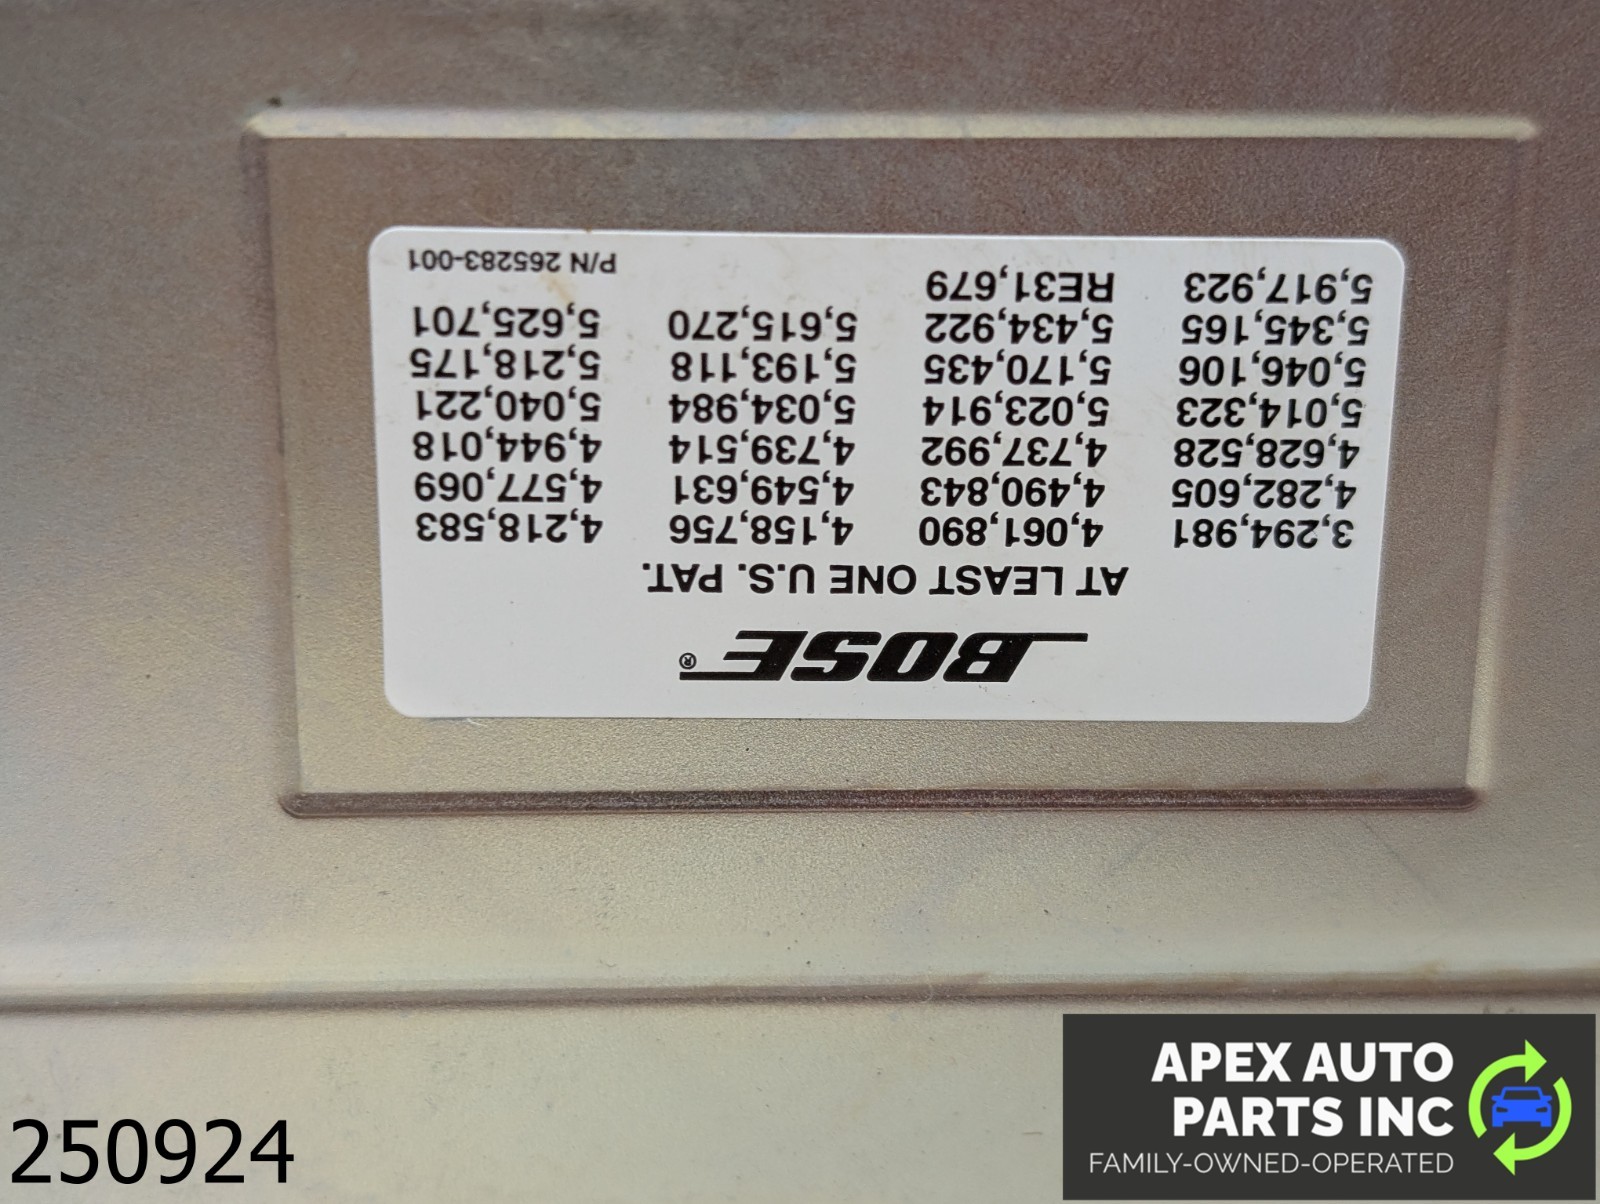 BOSE®
AT LEAST ONE U.S. PAT.
3,294,981 4,061,890 4,158,756 4,218,583
4,282,605 4,490,843 4,549,631 4,577,069
4,628,528 4,737,992 4,739,514 4,944,018
5,014,323 5,023,914 5,034,984 5,040,221
5,046,106 5,170,435 5,193,118 5,218,175
5,345,165 5,434,922 5,615,270 5,625,701
5,917,923 RE31,679
P/N 265283-001
250924
APEX AUTO
PARTS INC
FAMILY-OWNED-OPERATED